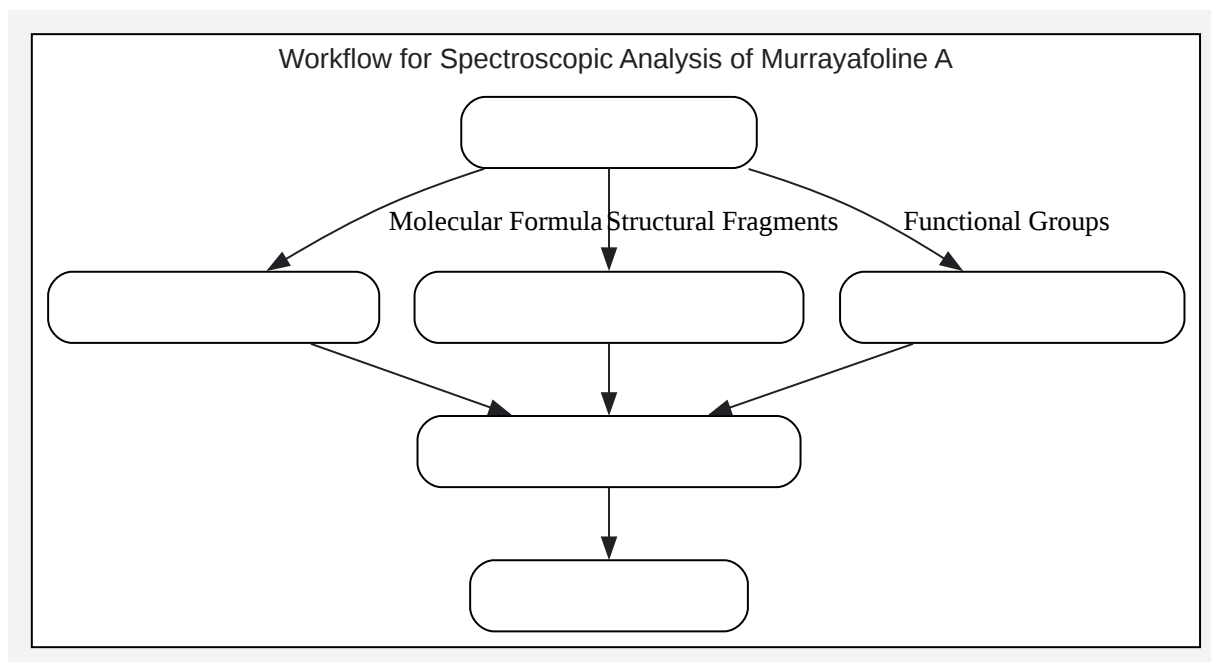 Workflow for Spectroscopic Analysis of Murrayafoline A
Molecular Formula
Structural Fragments
Functional Groups